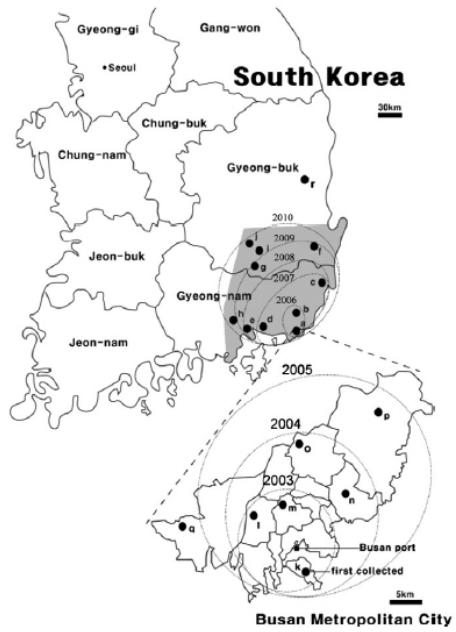 Gyeong-gi
Gang-won
Seoul
South Korea
30km
Chung-buk
Chung-nam
Gyeong-buk
r
2010
j
2009
i
f
Jeon-buk
2008
g
2007
c
Gyeong-nam
2006
b
h
e
d
a
Jeon-nam
2005
p
2004
o
2003
n
m
l
q
Busan port
k
first collected
5km
Busan Metropolitan City